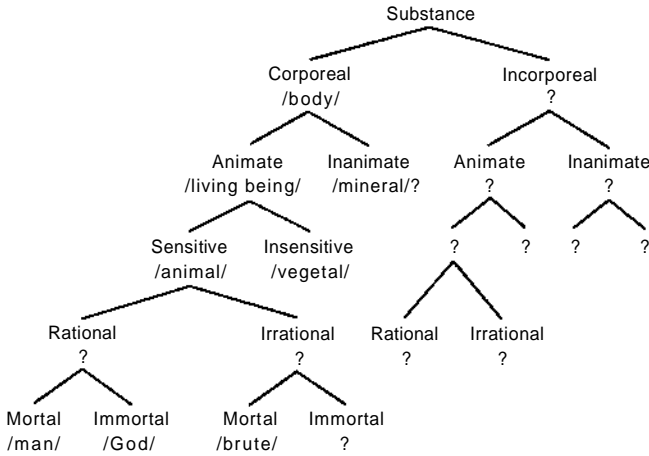 Substance
Corporeal Incorporeal
/body/ ?
Animate Inanimate Animate Inanimate
/living being/ /mineral/? ? ?
Sensitive Insensitive ? ? ? ?
/animal/ /vegetal/
Rational Irrational Rational Irrational
? ? ? ?
Mortal Immortal Mortal Immortal
/man/ /God/ /brute/ ?